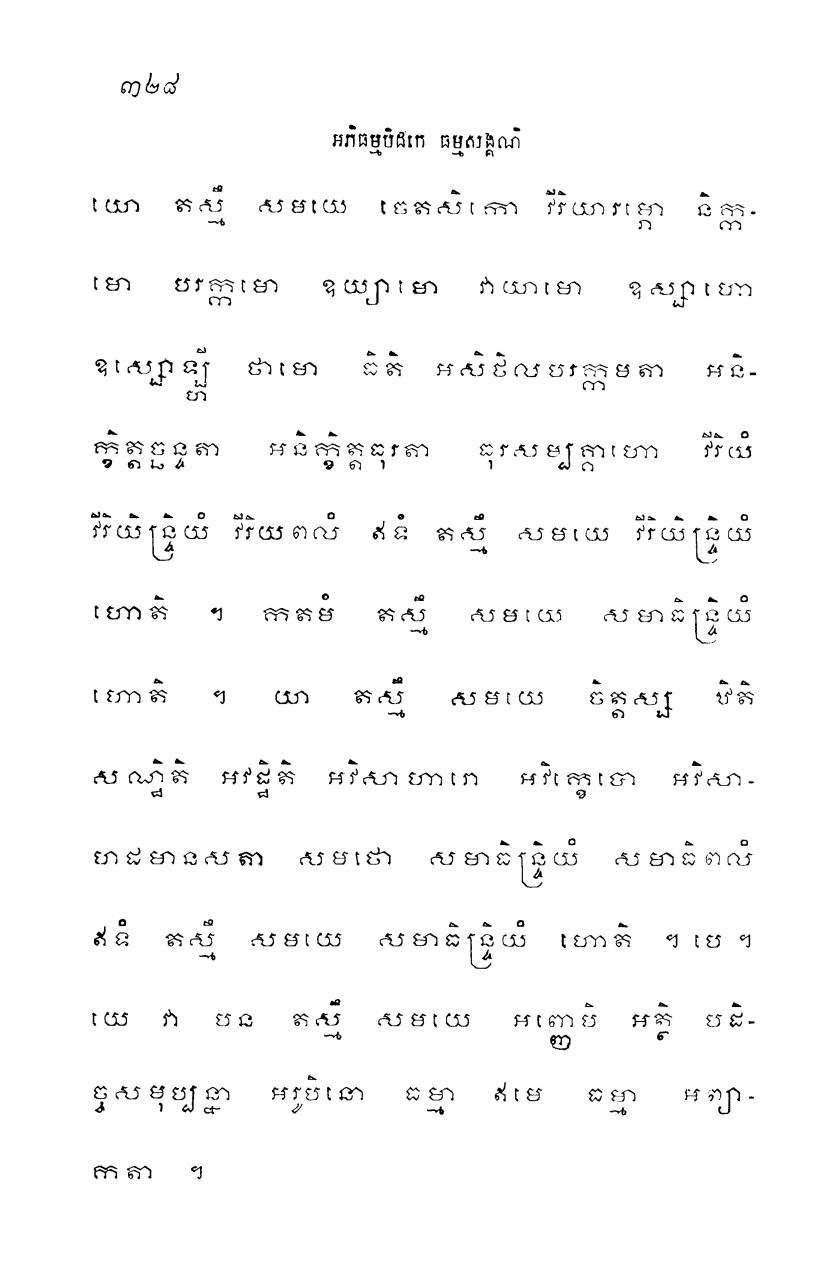 ៣២៨
អភិធម្មបិដកេ ធម្មសង្គណិ
យោ តស្មឹ សមយេ ចេតសិកោ វីរិយារម្ភោ និក្ក-
មោ បរក្កមោ ឧយ្យាមោ វាយាមោ ឧស្សាហោ
ឧស្សោឡ្ហី ថាមោ ធិតិ អសិថិលបរក្កមតា អនិ-
ក្ខិត្តច្ឆន្ទតា អនិក្ខិត្តធុរតា ធុរសម្បគ្គាហោ វីរិយំ
វីរិយិន្ទ្រិយំ វីរិយពលំ ឥទំ តស្មឹ សមយេ វីរិយិន្ទ្រិយំ
ហោតិ ។ កតមំ តស្មឹ សមយេ សមាធិន្ទ្រិយំ
ហោតិ ។ យា តស្មឹ សមយេ ចិត្តស្ស ឋិតិ
សណ្ឋិតិ អវដ្ឋិតិ អវិសាហារោ អវិក្ខេបោ អវិសា-
ហដមានសតា សមថោ សមាធិន្ទ្រិយំ សមាធិពលំ
ឥទំ តស្មឹ សមយេ សមាធិន្ទ្រិយំ ហោតិ ។ បេ ។
យេ វា បន តស្មឹ សមយេ អញ្ញេបិ អត្ថិ បដិ-
ច្ចសមុប្បន្នា អរូបិនោ ធម្មា ឥមេ ធម្មា អព្យា-
កតា ។